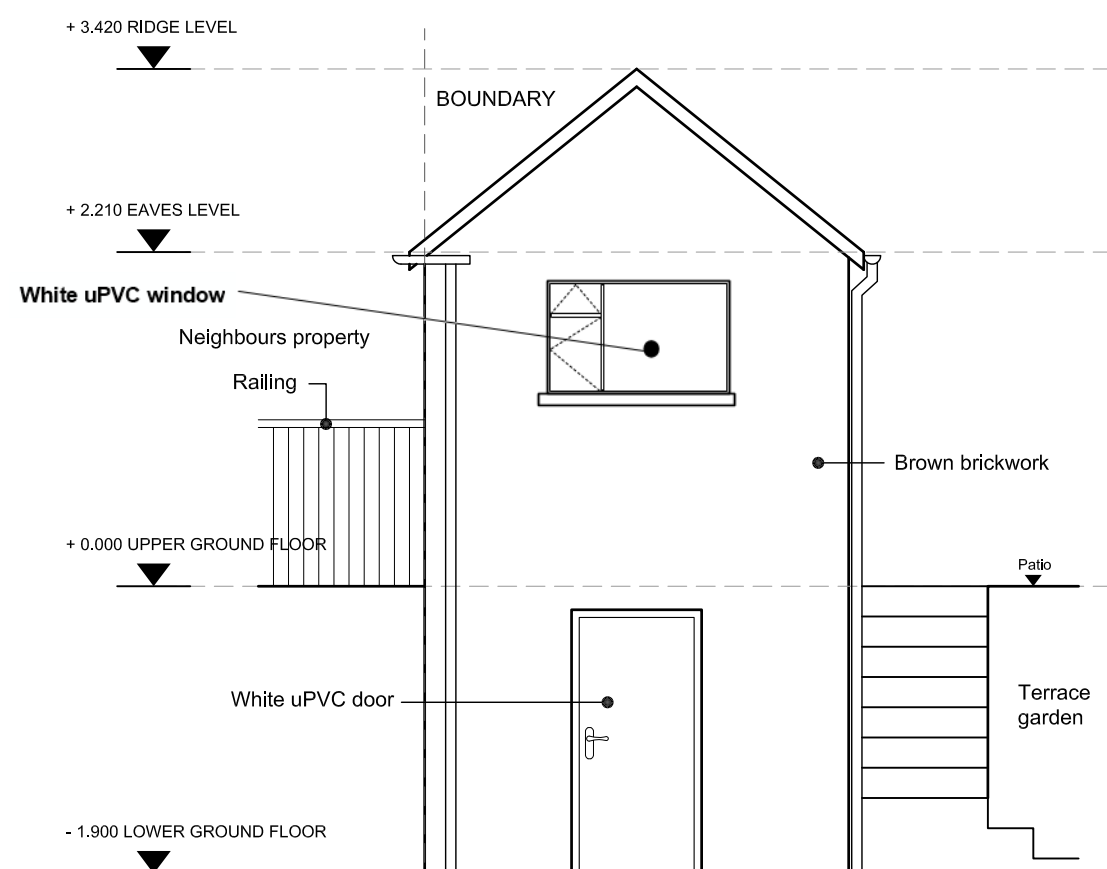 + 3.420 RIDGE LEVEL
BOUNDARY
+ 2.210 EAVES LEVEL
White uPVC window
Neighbours property
Railing
Brown brickwork
+ 0.000 UPPER GROUND FLOOR
Patio
White uPVC door
Terrace
garden
- 1.900 LOWER GROUND FLOOR